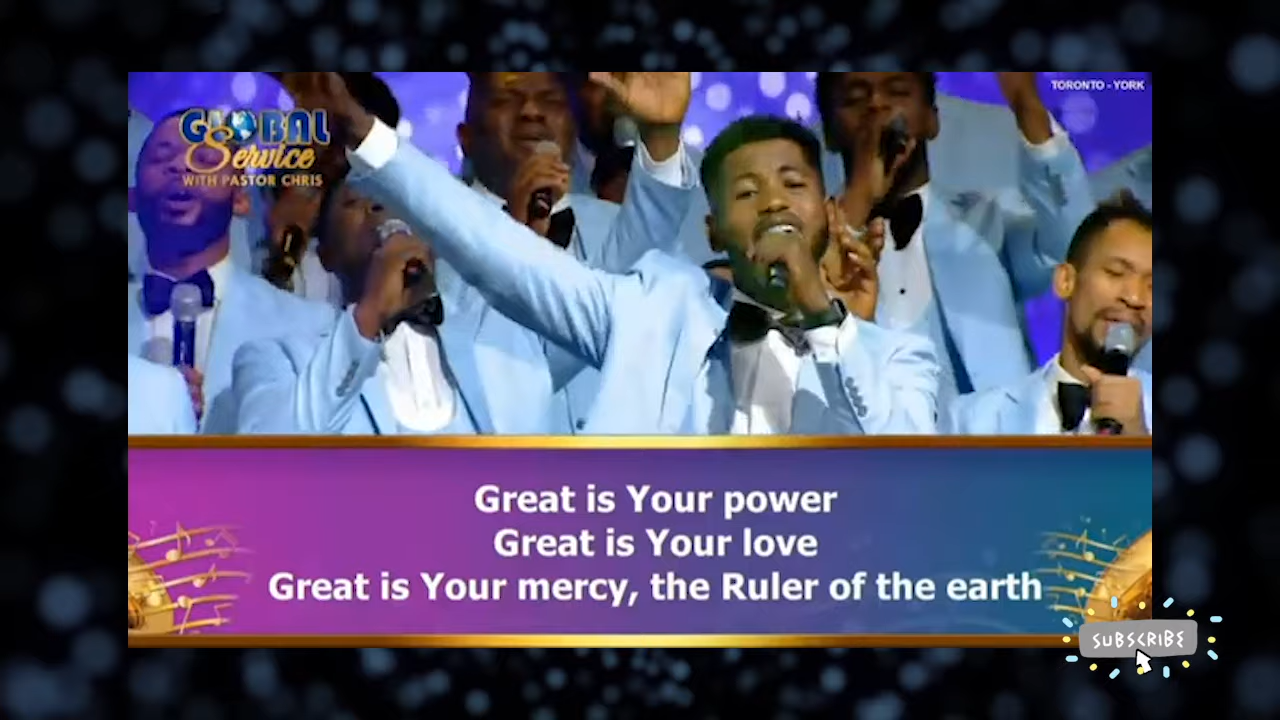 TORONTO - YORK
GLOBAL
Service
WITH PASTOR CHRIS
Great is Your power
Great is Your love
Great is Your mercy, the Ruler of the earth
SUBSCRIBE